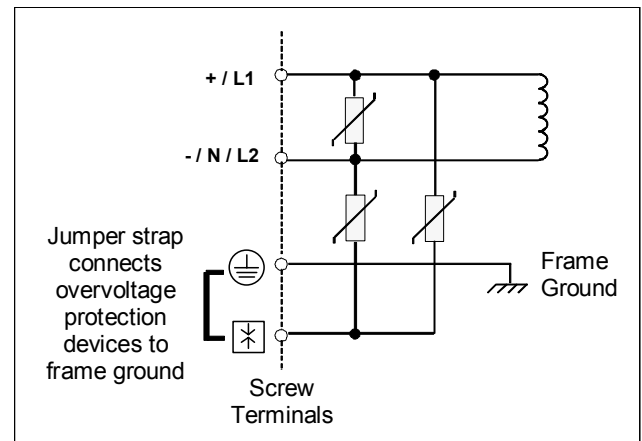 + / L1
- / N / L2
Jumper strap
connects
overvoltage
protection
devices to
frame ground
Frame
Ground
Screw
Terminals